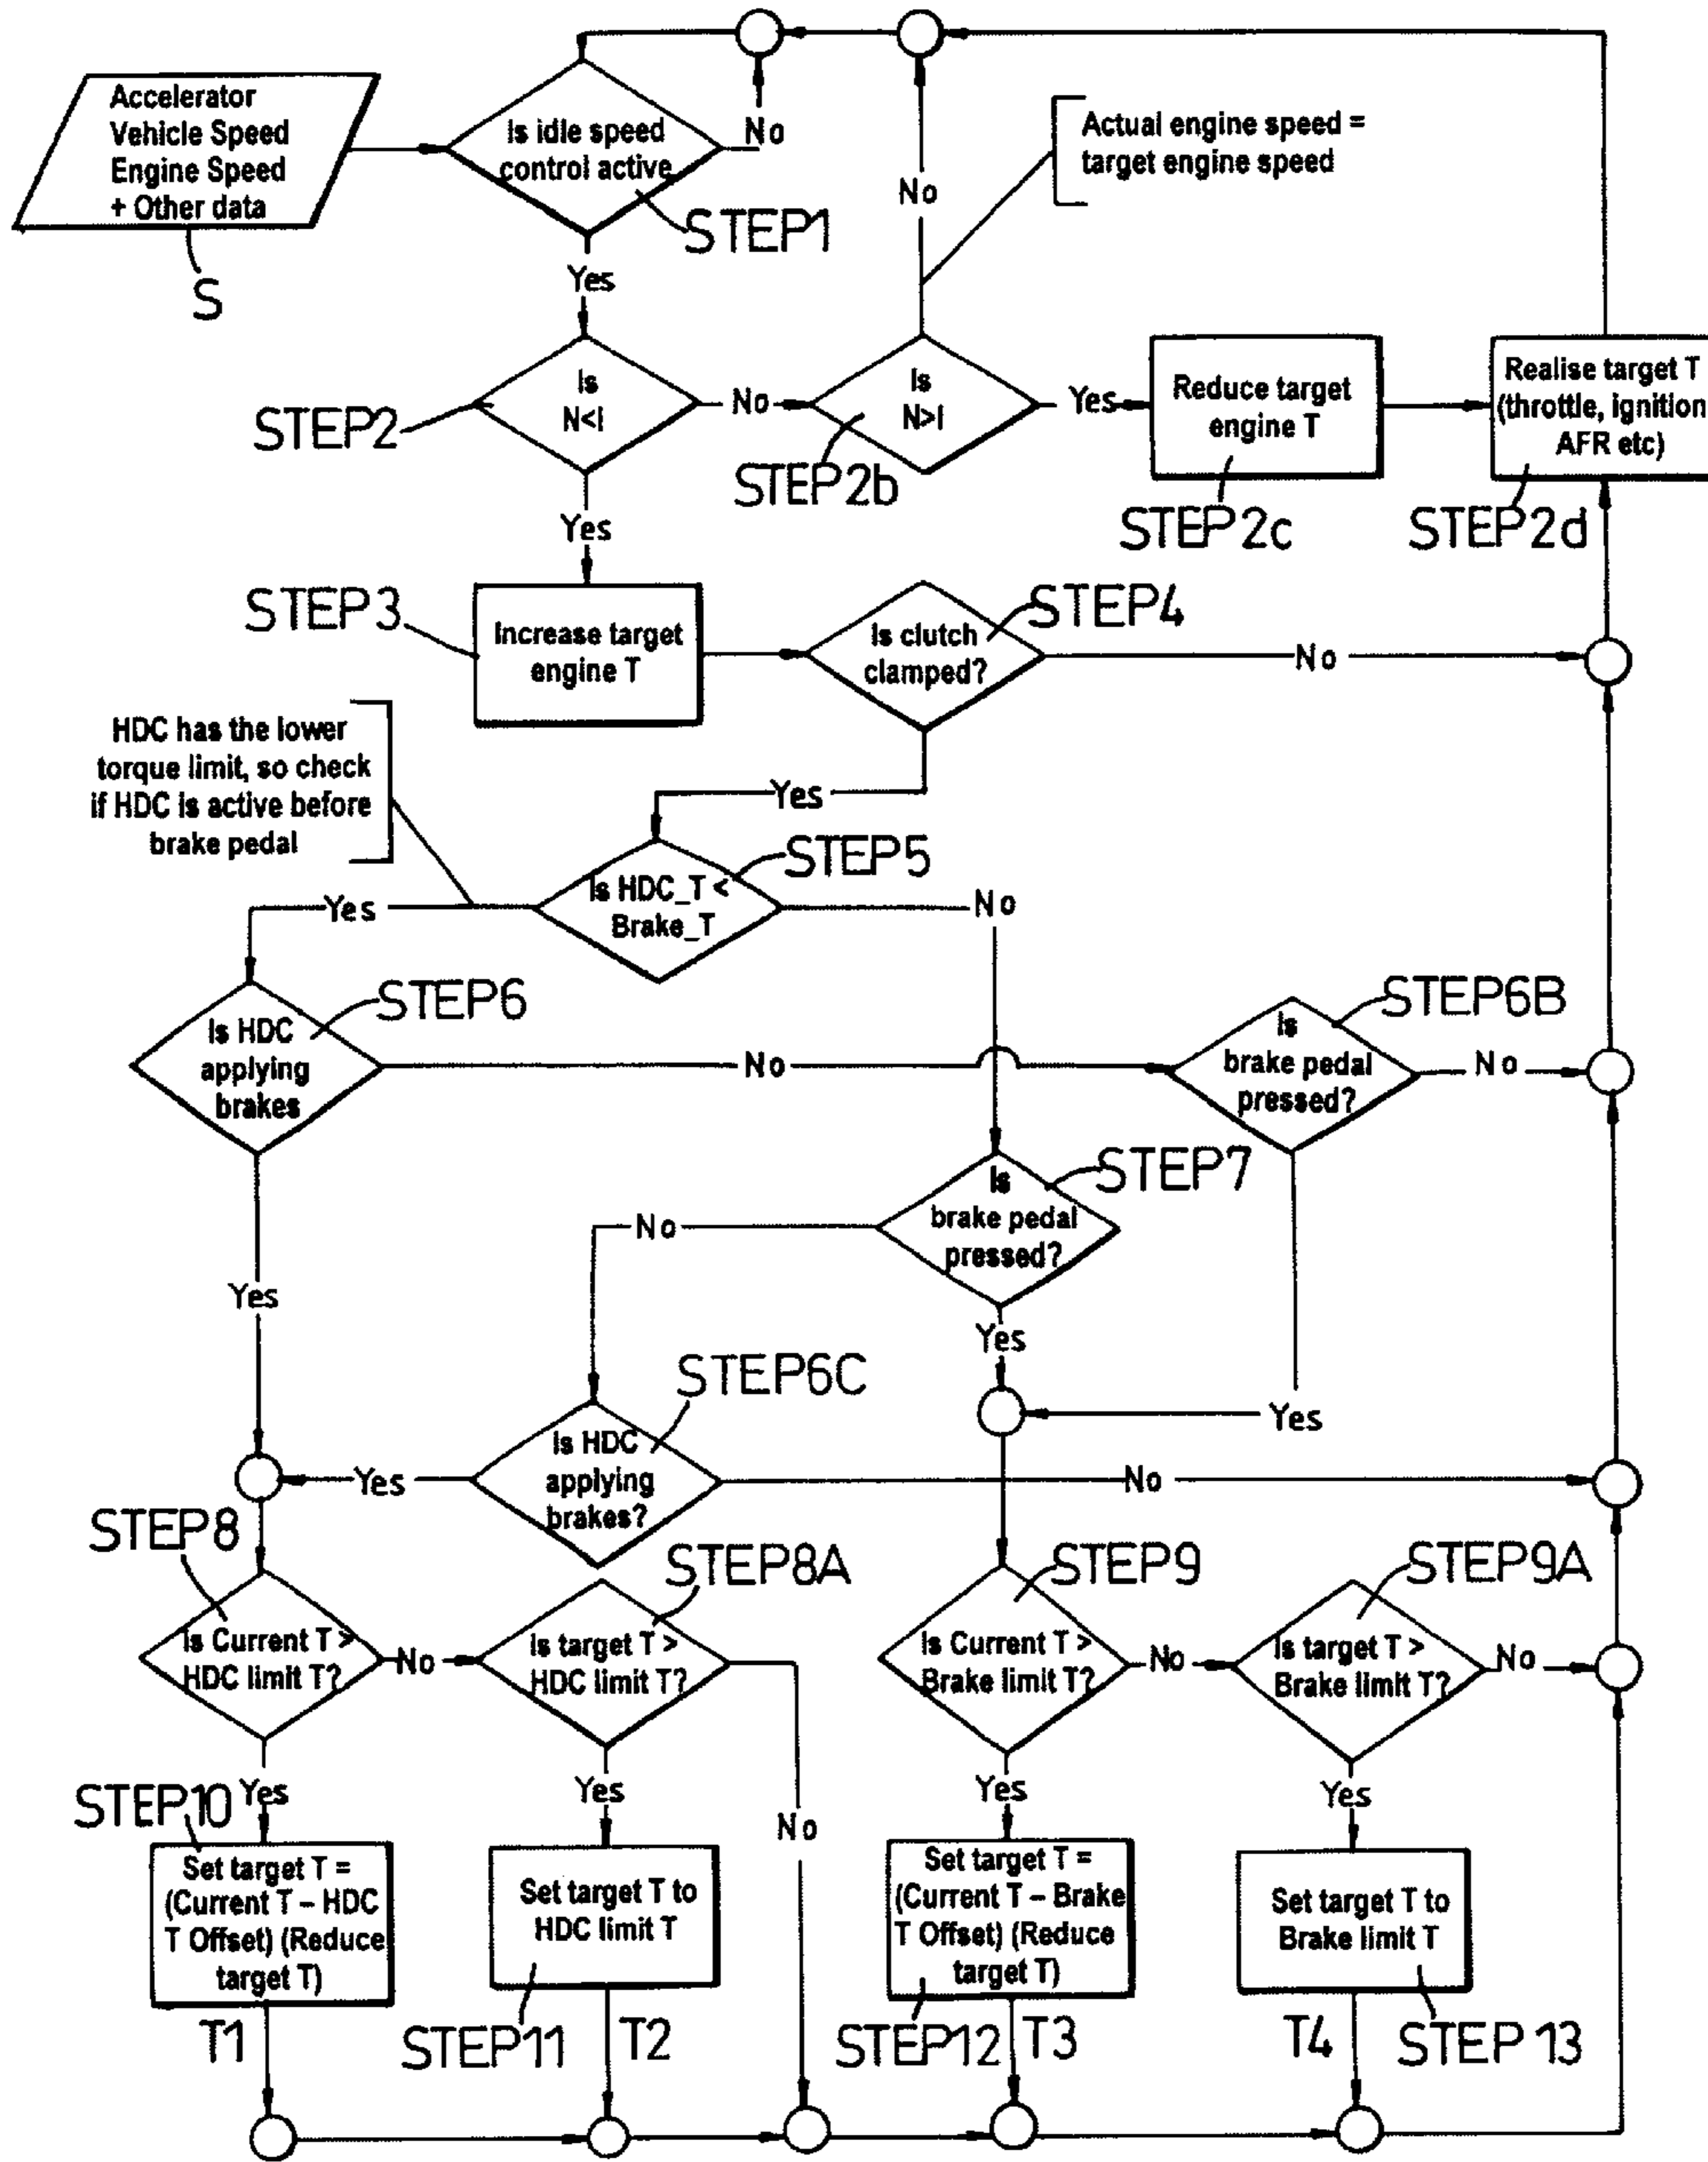 Accelerator
Vehicle Speed
Engine Speed
+ Other data
S
Is idle speed
control active
STEP1
No
Yes
No
Actual engine speed =
target engine speed
Is
N<I
STEP2
No
Is
N>I
STEP2b
Yes
Reduce target
engine T
STEP2c
Realise target T
(throttle, ignition
AFR etc)
STEP2d
Yes
STEP3
Increase target
engine T
Is clutch
clamped?
STEP4
No
Yes
HDC has the lower
torque limit, so check
if HDC is active before
brake pedal
Is HDC_T <
Brake_T
STEP5
Yes
No
Is HDC
applying
brakes
STEP6
No
Is
brake pedal
pressed?
STEP6B
No
Is
brake pedal
pressed?
STEP7
No
Yes
Yes
Yes
STEP6C
Is HDC
applying
brakes?
Yes
No
STEP8
Is Current T >
HDC limit T?
No
STEP8A
Is target T >
HDC limit T?
STEP9
Is Current T >
Brake limit T?
No
STEP9A
Is target T >
Brake limit T?
No
Yes
Yes
No
Yes
Yes
STEP10
Set target T =
(Current T – HDC
T Offset) (Reduce
target T)
T1
Set target T to
HDC limit T
STEP11
T2
Set target T =
(Current T – Brake
T Offset) (Reduce
target T)
STEP12
T3
Set target T to
Brake limit T
T4
STEP 13